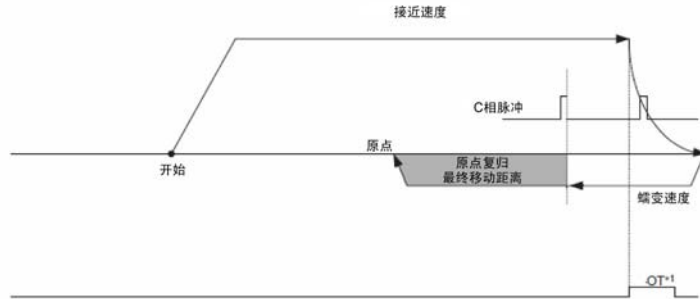 接近速度
C相脉冲
原点
开始
原点复归
最终移动距离
蠕变速度
OT*1